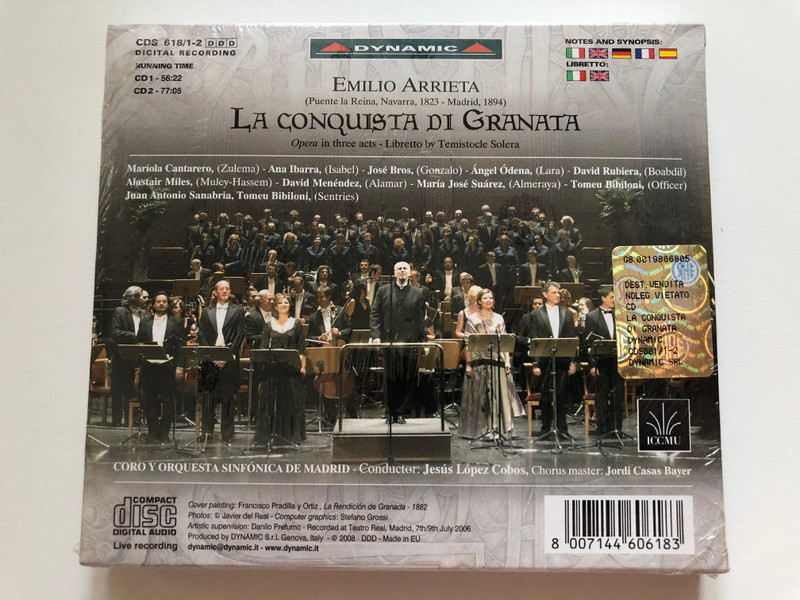 CDS 618/1-2 DDD
DIGITAL RECORDING
RUNNING TIME
CD 1 - 56:22
CD 2 - 77:05
DYNAMIC
NOTES AND SYNOPSIS:
LIBRETTO:
EMILIO ARRIETA
(Puente la Reina, Navarra, 1823 - Madrid, 1894)
LA CONQUISTA DI GRANATA
Opera in three acts - Libretto by Temistocle Solera
Mariola Cantarero, (Zulema) - Ana Ibarra, (Isabel) - José Bros, (Gonzalo) - Ángel Ódena, (Lara) - David Rubiera, (Boabdil)
Alastair Miles, (Muley-Hassem) - David Menéndez, (Alamar) - María José Suárez, (Almeraya) - Tomeu Bibiloni, (Officer)
Juan Antonio Sanabria, Tomeu Bibiloni, (Sentries)
GB 0019866805
SIAE
DEST.VENDITA
NOLEG.VIETATO
CD
LA CONQUISTA
DI GRANATA
DYNAMIC
CDS681/1-2
DYNAMIC SRL
ICCMU
CORO Y ORQUESTA SINFÓNICA DE MADRID - Conductor: Jesús López Cobos, Chorus master: Jordi Casas Bayer
COMPACT
disc
DIGITAL AUDIO
Live recording
Cover painting: Francisco Pradilla y Ortiz , La Rendición de Granada - 1882
Photos: © Javier del Real - Computer graphics: Stefano Grossi
Artistic supervision: Danilo Prefumo - Recorded at Teatro Real, Madrid, 7th/9th July 2006
Produced by DYNAMIC S.r.l. Genova, Italy - © 2008 - DDD - Made in EU
dynamic@dynamic.it - www.dynamic.it
8 007144 606183